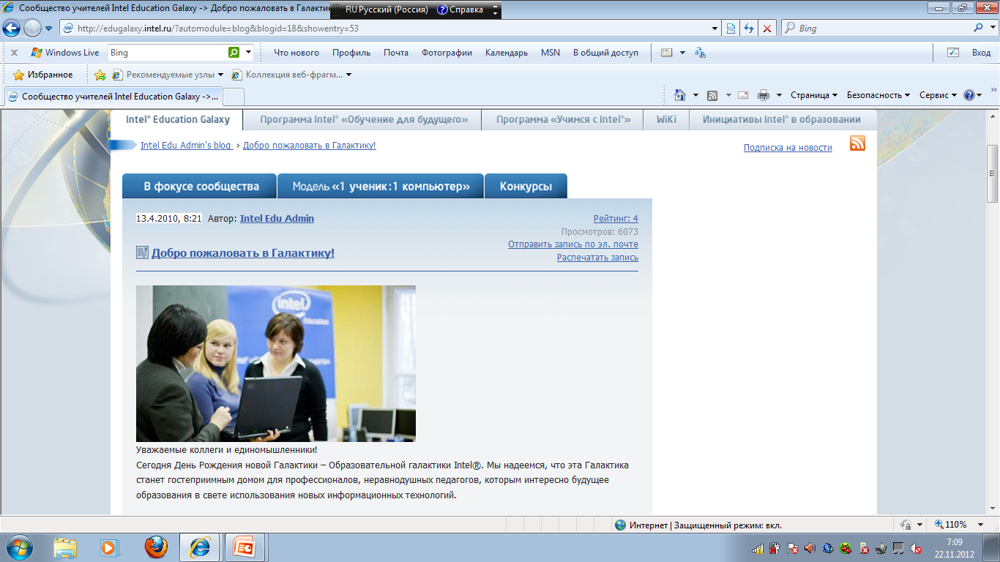 Сообщество учителей Intel Education Galaxy -> Добро пожаловать в Галактик
RU Русский (Россия) Справка
http://edugalaxy.intel.ru/?automodule=blog&blogid=18&showentry=53 Bing
Windows Live Bing Что нового Профиль Почта Фотографии Календарь MSN В общий доступ Вход
Избранное Рекомендуемые узлы Коллекция веб-фрагм...
Сообщество учителей Intel Education Galaxy ->... Страница Безопасность Сервис
Intel® Education Galaxy Программа Intel® «Обучение для будущего» Программа «Учимся с Intel®» WiKi Инициативы Intel® в образовании
Intel Edu Admin's blog > Добро пожаловать в Галактику! Подписка на новости
В фокусе сообщества Модель «1 ученик:1 компьютер» Конкурсы
13.4.2010, 8:21 Автор: Intel Edu Admin Рейтинг: 4
Просмотров: 6073
Отправить запись по эл. почте
Добро пожаловать в Галактику!
Распечатать запись
intel
Education
Уважаемые коллеги и единомышленники!
Сегодня День Рождения новой Галактики – Образовательной галактики Intel®. Мы надеемся, что эта Галактика
станет гостеприимным домом для профессионалов, неравнодушных педагогов, которым интересно будущее
образования в свете использования новых информационных технологий.
Интернет | Защищенный режим: вкл. 110%
7:09
22.11.2012